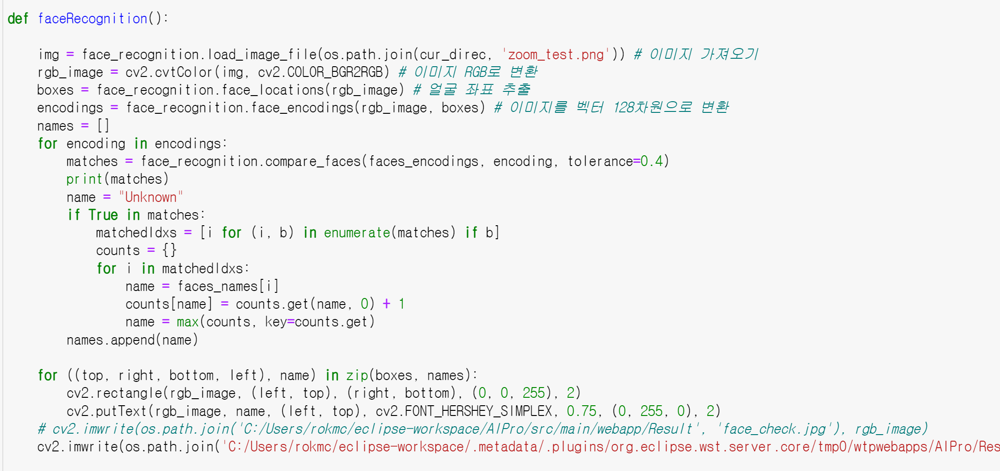 def faceRecognition():
img = face_recognition.load_image_file(os.path.join(cur_direc, 'zoom_test.png')) # 이미지 가져오기
rgb_image = cv2.cvtColor(img, cv2.COLOR_BGR2RGB) # 이미지 RGB로 변환
boxes = face_recognition.face_locations(rgb_image) # 얼굴 좌표 추출
encodings = face_recognition.face_encodings(rgb_image, boxes) # 이미지를 벡터 128차원으로 변환
names = []
for encoding in encodings:
matches = face_recognition.compare_faces(faces_encodings, encoding, tolerance=0.4)
print(matches)
name = "Unknown"
if True in matches:
matchedIdxs = [i for (i, b) in enumerate(matches) if b]
counts = {}
for i in matchedIdxs:
name = faces_names[i]
counts[name] = counts.get(name, 0) + 1
name = max(counts, key=counts.get)
names.append(name)
for ((top, right, bottom, left), name) in zip(boxes, names):
cv2.rectangle(rgb_image, (left, top), (right, bottom), (0, 0, 255), 2)
cv2.putText(rgb_image, name, (left, top), cv2.FONT_HERSHEY_SIMPLEX, 0.75, (0, 255, 0), 2)
# cv2.imwrite(os.path.join('C:/Users/rokmc/eclipse-workspace/AIPro/src/main/webapp/Result', 'face_check.jpg'), rgb_image)
cv2.imwrite(os.path.join('C:/Users/rokmc/eclipse-workspace/.metadata/.plugins/org.eclipse.wst.server.core/tmp0/wtpwebapps/AIPro/Res